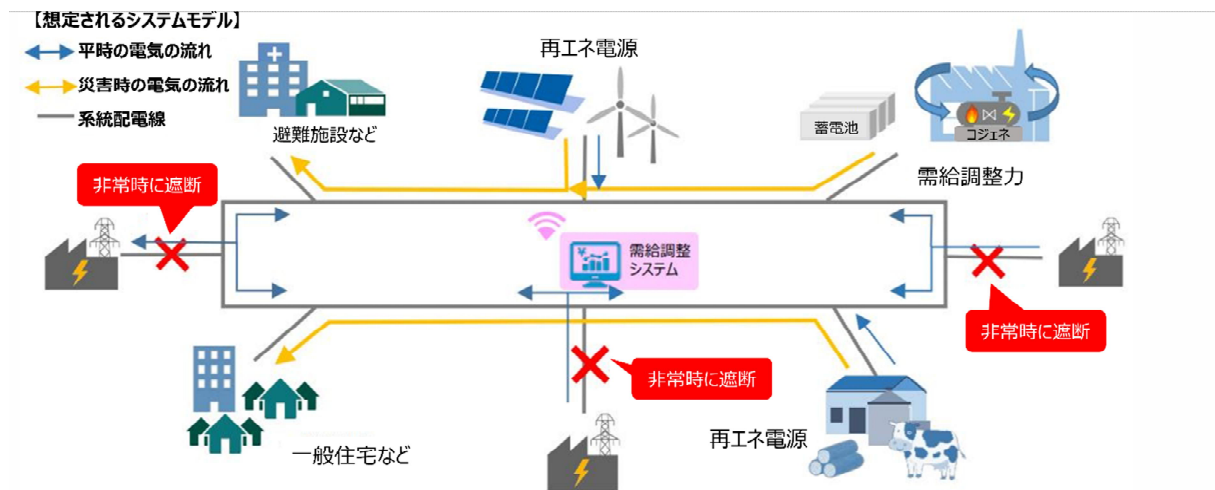 【想定されるシステムモデル】
平時の電気の流れ
災害時の電気の流れ
系統配電線
避難施設など
再エネ電源
蓄電池
コジェネ
需給調整力
非常時に遮断
¥
需給調整
システム
非常時に遮断
非常時に遮断
一般住宅など
再エネ電源